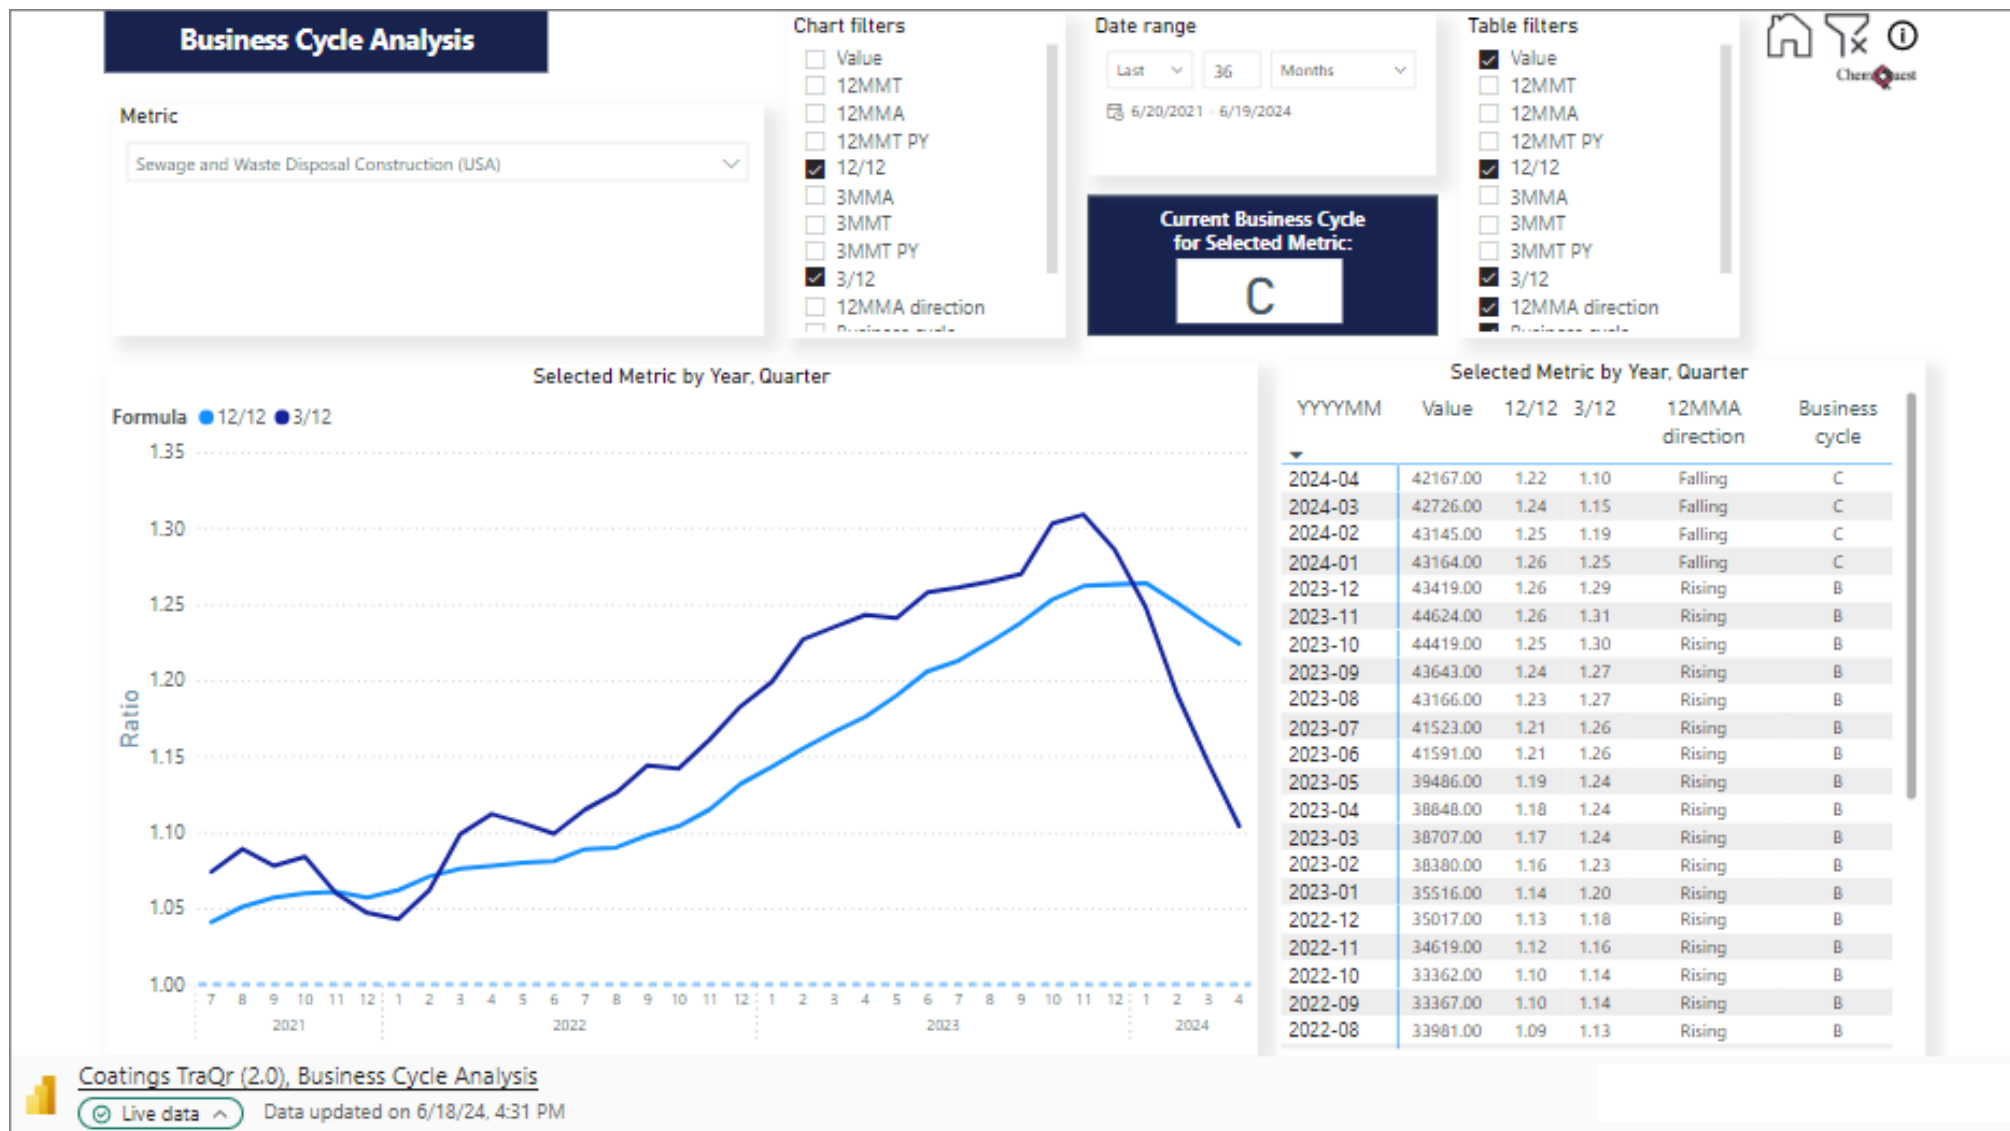 Business Cycle Analysis
Metric
Sewage and Waste Disposal Construction (USA)
Chart filters
Value
12MMT
12MMA
12MMT PY
12/12
3MMA
3MMT
3MMT PY
3/12
12MMA direction
Business cycle
Date range
Last 36 Months
6/20/2021 - 6/19/2024
Current Business Cycle
for Selected Metric:
C
Table filters
Value
12MMT
12MMA
12MMT PY
12/12
3MMA
3MMT
3MMT PY
3/12
12MMA direction
Business cycle
ChemQuest
Selected Metric by Year, Quarter
Formula 12/12 3/12
1.35
1.30
1.25
1.20
1.15
1.10
1.05
1.00
Ratio
7 8 9 10 11 12 1 2 3 4 5 6 7 8 9 10 11 12 1 2 3 4 5 6 7 8 9 10 11 12 1 2 3 4
2021 2022 2023 2024
Selected Metric by Year, Quarter
YYYYMM Value 12/12 3/12 12MMA Business
direction cycle
2024-04 42167.00 1.22 1.10 Falling C
2024-03 42726.00 1.24 1.15 Falling C
2024-02 43145.00 1.25 1.19 Falling C
2024-01 43164.00 1.26 1.25 Falling C
2023-12 43419.00 1.26 1.29 Rising B
2023-11 44624.00 1.26 1.31 Rising B
2023-10 44419.00 1.25 1.30 Rising B
2023-09 43643.00 1.24 1.27 Rising B
2023-08 43166.00 1.23 1.27 Rising B
2023-07 41523.00 1.21 1.26 Rising B
2023-06 41591.00 1.21 1.26 Rising B
2023-05 39486.00 1.19 1.24 Rising B
2023-04 38848.00 1.18 1.24 Rising B
2023-03 38707.00 1.17 1.24 Rising B
2023-02 38380.00 1.16 1.23 Rising B
2023-01 35516.00 1.14 1.20 Rising B
2022-12 35017.00 1.13 1.18 Rising B
2022-11 34619.00 1.12 1.16 Rising B
2022-10 33362.00 1.10 1.14 Rising B
2022-09 33367.00 1.10 1.14 Rising B
2022-08 33981.00 1.09 1.13 Rising B
Coatings TraQr (2.0), Business Cycle Analysis
Live data
Data updated on 6/18/24, 4:31 PM